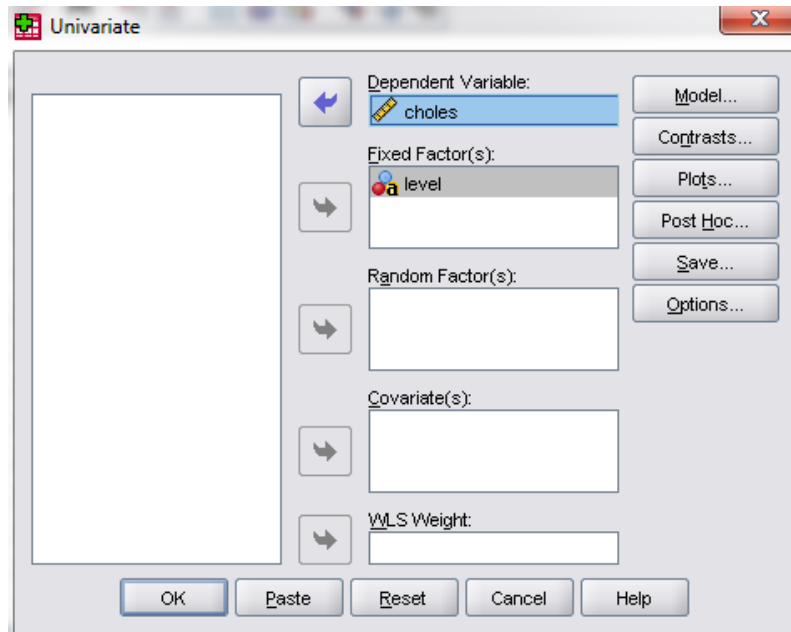 Univariate
Dependent Variable:
choles
Fixed Factor(s):
a level
Random Factor(s):
Covariate(s):
WLS Weight:
Model...
Contrasts...
Plots...
Post Hoc...
Save...
Options...
OK
Paste
Reset
Cancel
Help